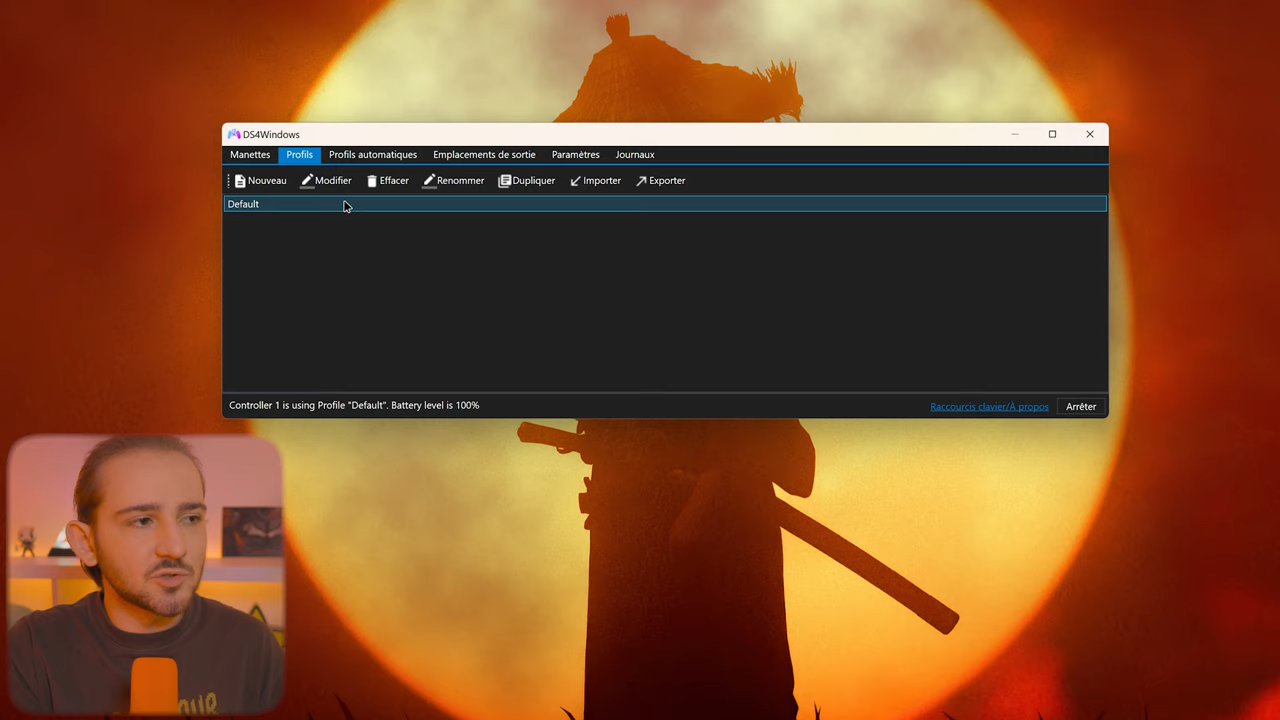 DS4Windows
Manettes Profils Profils automatiques Emplacements de sortie Paramètres Journaux
Nouveau Modifier Effacer Renommer Dupliquer Importer Exporter
Default
Controller 1 is using Profile "Default". Battery level is 100%
Raccourcis clavier/À propos Arrêter